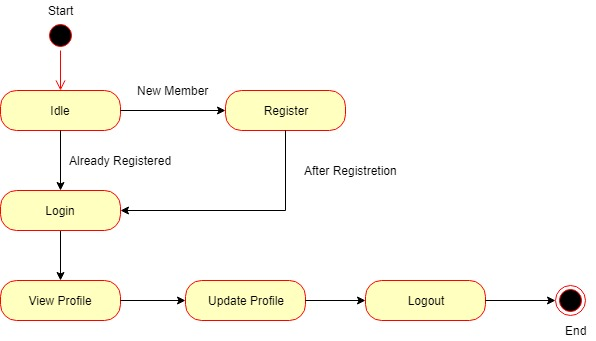 Start
Idle
New Member
Register
Already Registered
After Registretion
Login
View Profile
Update Profile
Logout
End